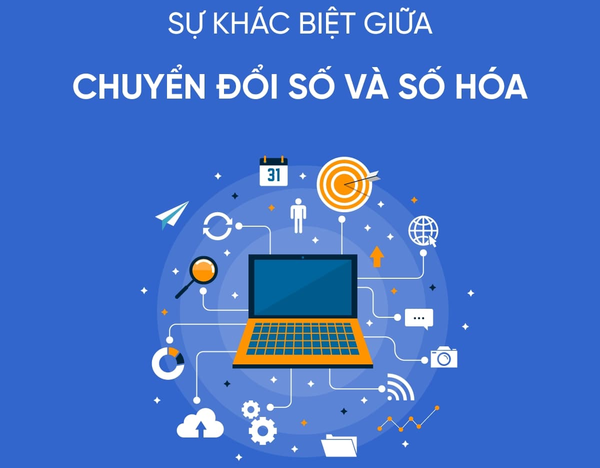 SỰ KHÁC BIỆT GIỮA
CHUYỂN ĐỔI SỐ VÀ SỐ HÓA
31